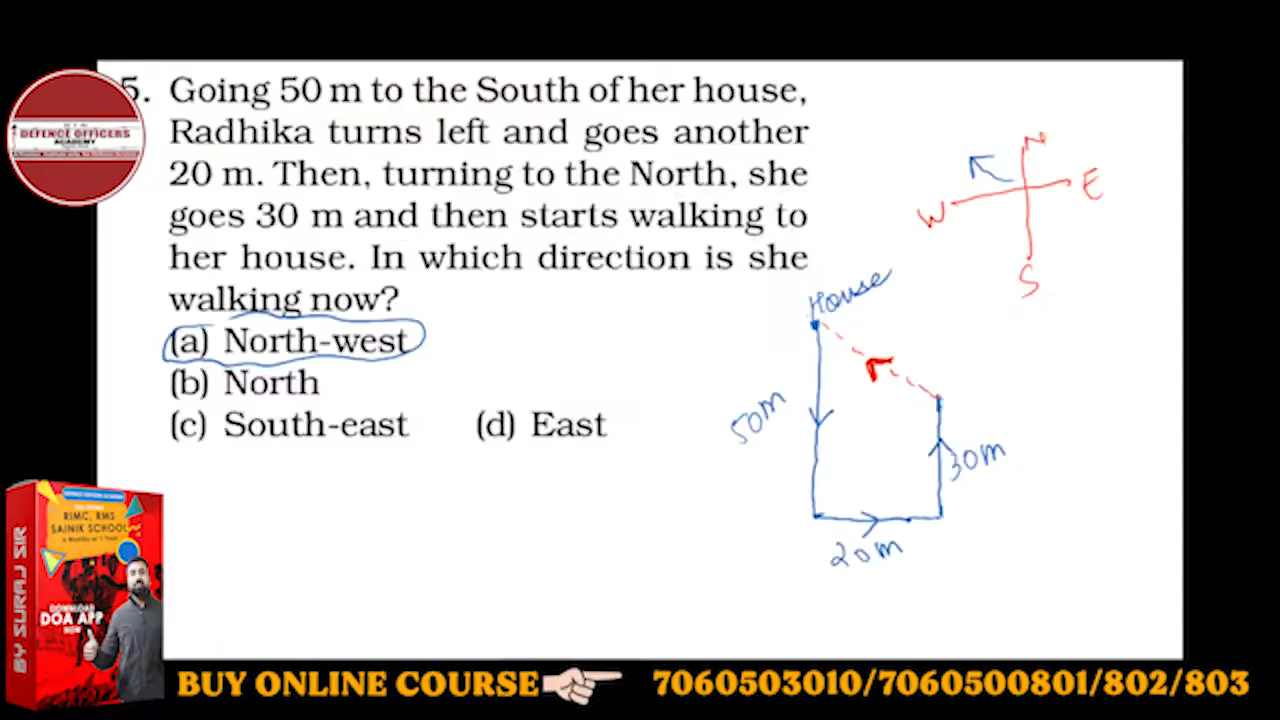 5. Going 50 m to the South of her house,
Radhika turns left and goes another
20 m. Then, turning to the North, she
goes 30 m and then starts walking to
her house. In which direction is she
walking now?
(a) North-west
(b) North
(c) South-east (d) East
N
W E
S
House
50m
30m
20m
DEFENCE OFFICERS
ACADEMY
RIMC, RMS
SAINIK SCHOOL
BY SURAJ SIR
DOWNLOAD
DOA APP
NOW
BUY ONLINE COURSE 7060503010/7060500801/802/803